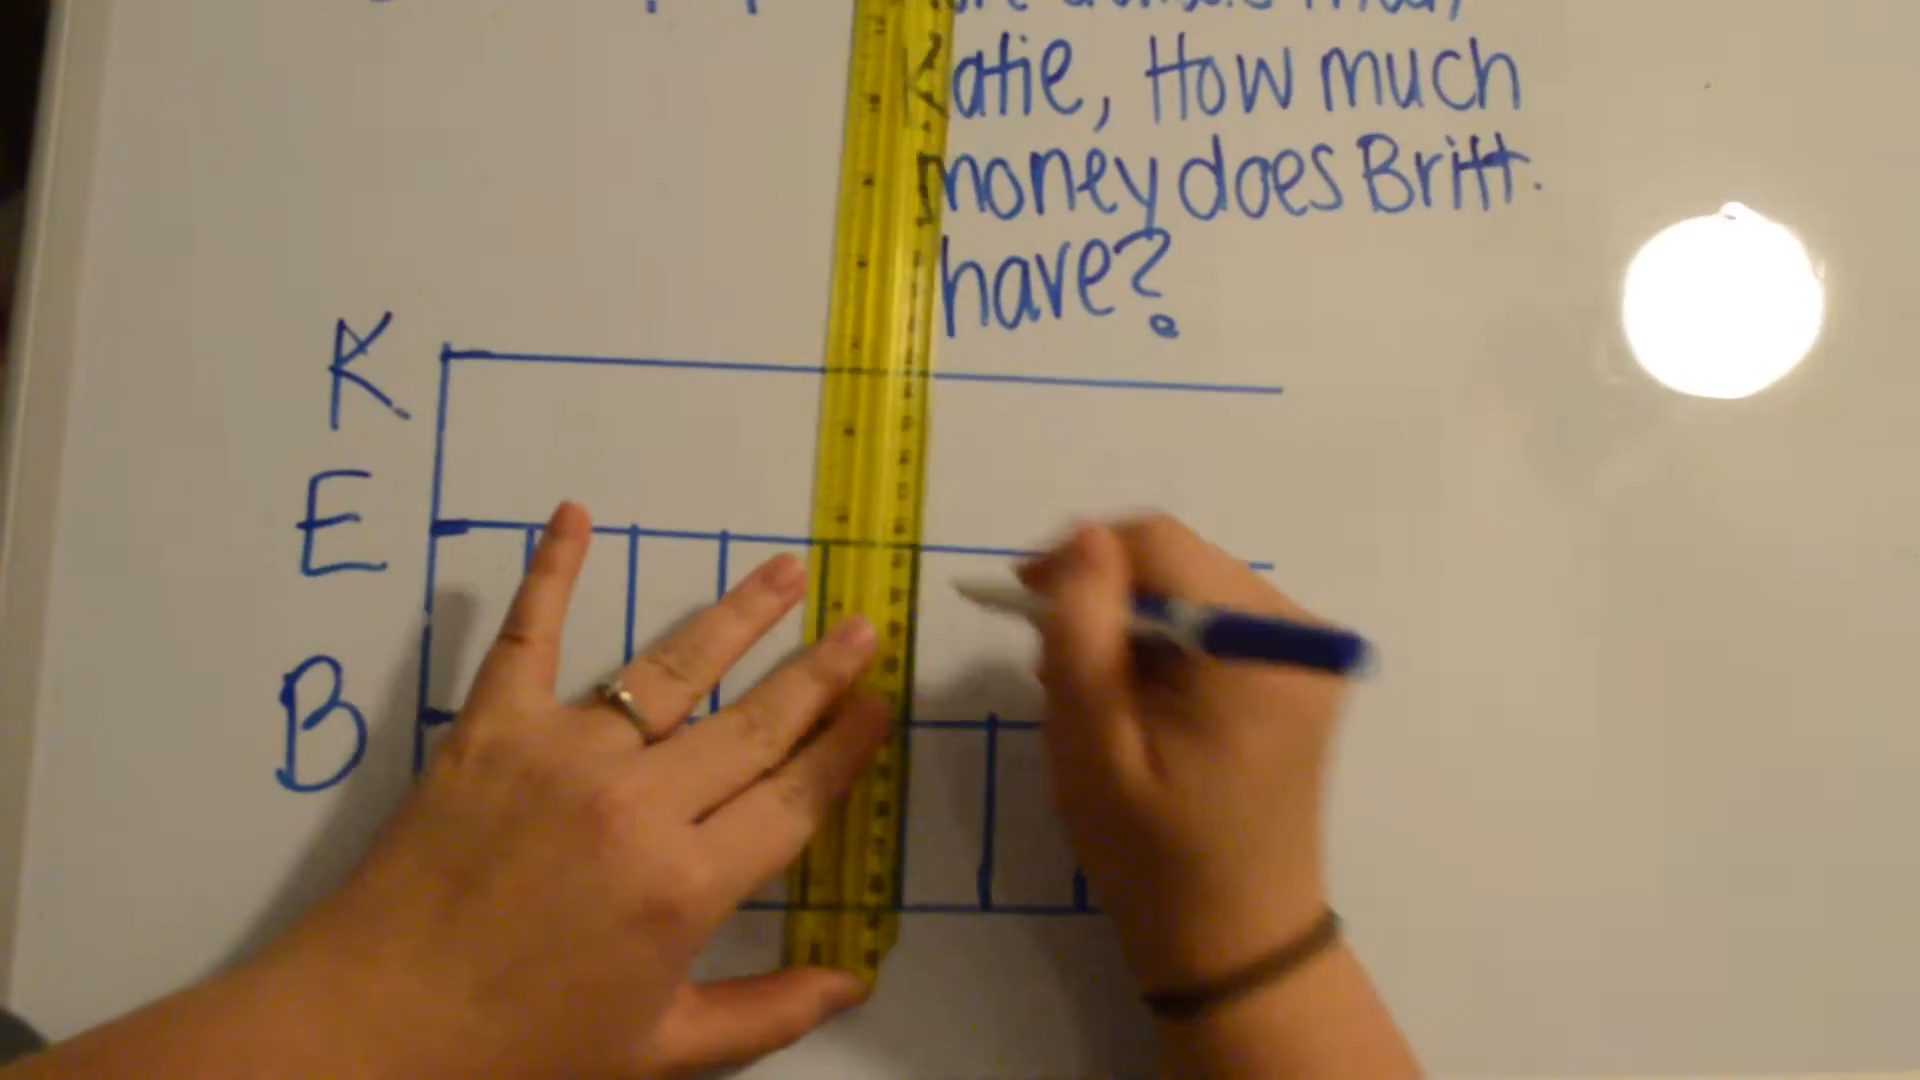 Katie, How much
money does Britt.
have?
K
E
B